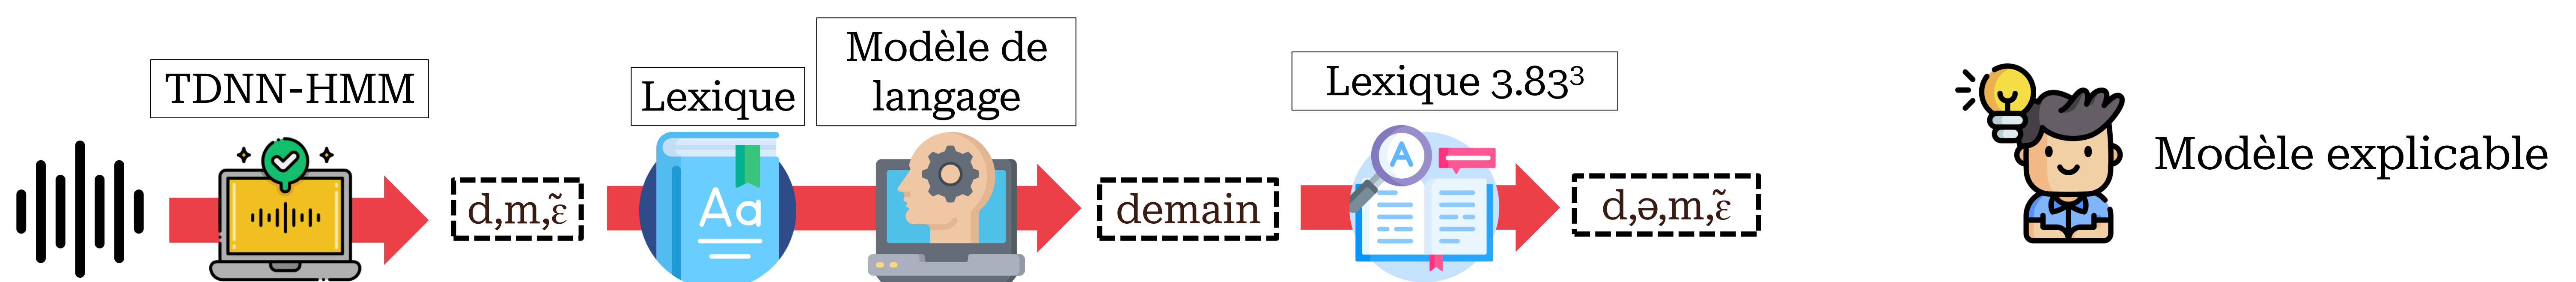 TDNN-HMM
d,m,ɛ̃
Lexique
Aa
Modèle de
langage
demain
Lexique 3.83³
A
d,ə,m,ɛ̃
Modèle explicable